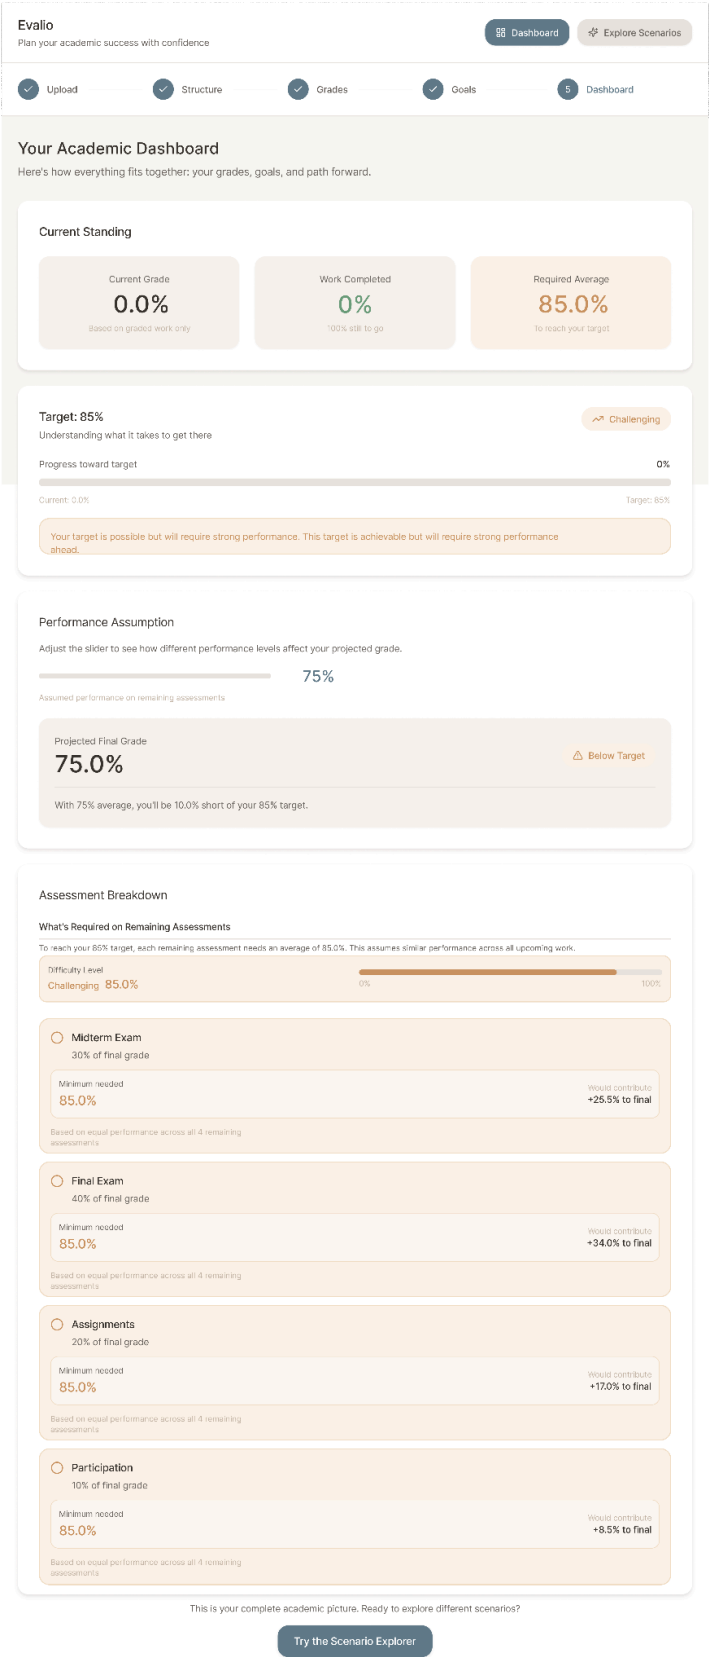 Evalio
Plan your academic success with confidence
Dashboard
Explore Scenarios
Upload
Structure
Grades
Goals
5
Dashboard
Your Academic Dashboard
Here's how everything fits together: your grades, goals, and path forward.
Current Standing
Current Grade
0.0%
Based on graded work only
Work Completed
0%
100% still to go
Required Average
85.0%
To reach your target
Target: 85%
Understanding what it takes to get there
Challenging
Progress toward target
0%
Current: 0.0%
Target: 85%
Your target is possible but will require strong performance. This target is achievable but will require strong performance
ahead.
Performance Assumption
Adjust the slider to see how different performance levels affect your projected grade.
75%
Assumed performance on remaining assessments
Projected Final Grade
75.0%
Below Target
With 75% average, you'll be 10.0% short of your 85% target.
Assessment Breakdown
What's Required on Remaining Assessments
To reach your 85% target, each remaining assessment needs an average of 85.0%. This assumes similar performance across all upcoming work.
Difficulty Level
Challenging 85.0%
0%
100%
Midterm Exam
30% of final grade
Minimum needed
85.0%
Would contribute
+25.5% to final
Based on equal performance across all 4 remaining
assessments
Final Exam
40% of final grade
Minimum needed
85.0%
Would contribute
+34.0% to final
Based on equal performance across all 4 remaining
assessments
Assignments
20% of final grade
Minimum needed
85.0%
Would contribute
+17.0% to final
Based on equal performance across all 4 remaining
assessments
Participation
10% of final grade
Minimum needed
85.0%
Would contribute
+8.5% to final
Based on equal performance across all 4 remaining
assessments
This is your complete academic picture. Ready to explore different scenarios?
Try the Scenario Explorer